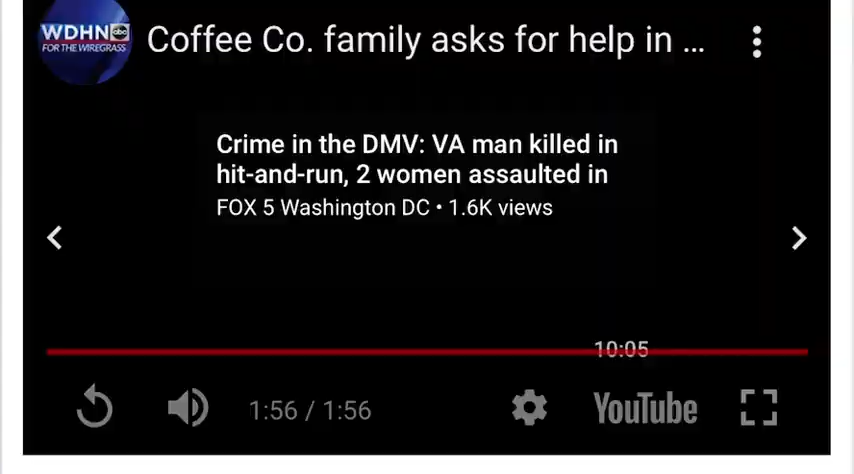 WDHN abc
FOR THE WIREGRASS
Coffee Co. family asks for help in ...
Crime in the DMV: VA man killed in
hit-and-run, 2 women assaulted in
FOX 5 Washington DC • 1.6K views
10:05
1:56 / 1:56
YouTube